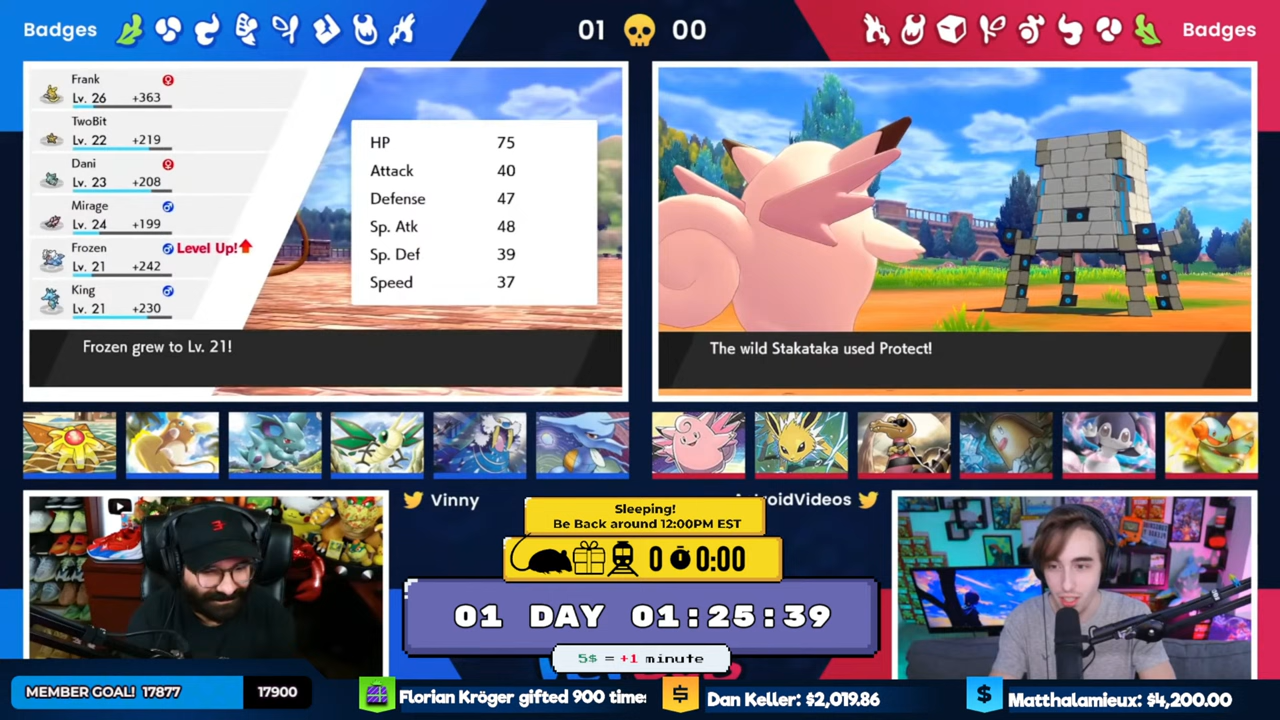 Badges
01 00
Badges
Frank
Lv. 26 +363
TwoBit
Lv. 22 +219
Dani
Lv. 23 +208
Mirage
Lv. 24 +199
Frozen Level Up!
Lv. 21 +242
King
Lv. 21 +230
HP 75
Attack 40
Defense 47
Sp. Atk 48
Sp. Def 39
Speed 37
Frozen grew to Lv. 21!
The wild Stakataka used Protect!
Vinny
roidVideos
Sleeping!
Be Back around 12:00PM EST
0 0:00
01 DAY 01:25:39
5$ = +1 minute
MEMBER GOAL! 17877 17900
Florian Kröger gifted 900 time
Dan Keller: $2,019.86
Matthalamieux: $4,200.00